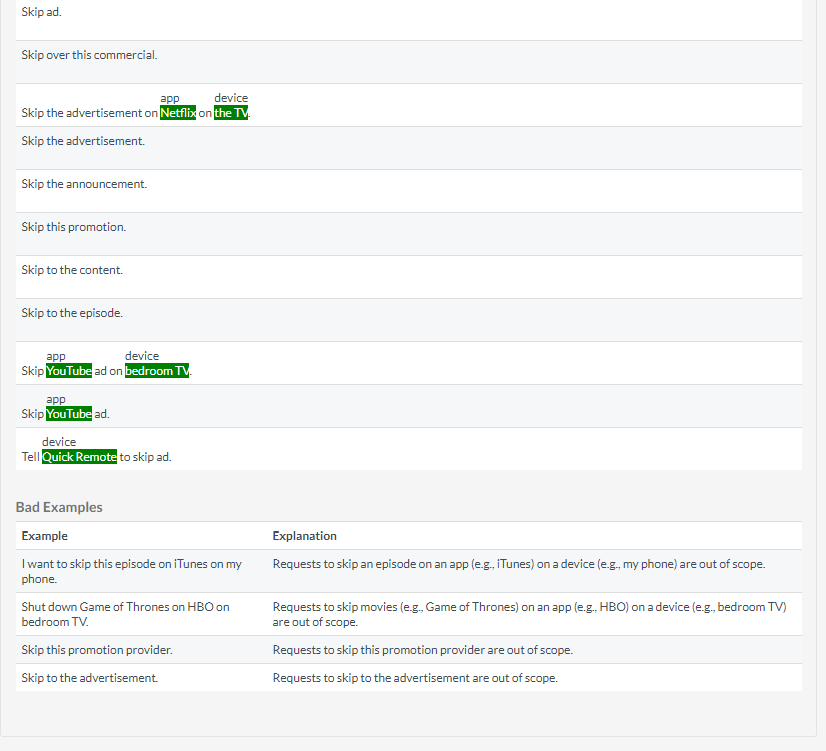 Skip ad.
Skip over this commercial.
app device
Skip the advertisement on Netflix on the TV.
Skip the advertisement.
Skip the announcement.
Skip this promotion.
Skip to the content.
Skip to the episode.
app device
Skip YouTube ad on bedroom TV.
app
Skip YouTube ad.
device
Tell Quick Remote to skip ad.
Bad Examples
Example Explanation
I want to skip this episode on iTunes on my Requests to skip an episode on an app (e.g., iTunes) on a device (e.g., my phone) are out of scope.
phone.
Shut down Game of Thrones on HBO on Requests to skip movies (e.g., Game of Thrones) on an app (e.g., HBO) on a device (e.g., bedroom TV)
bedroom TV. are out of scope.
Skip this promotion provider. Requests to skip this promotion provider are out of scope.
Skip to the advertisement. Requests to skip to the advertisement are out of scope.